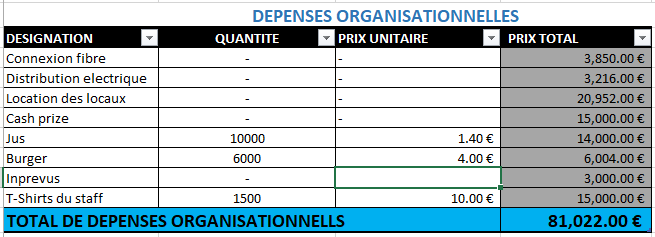 DEPENSES ORGANISATIONNELLES
DESIGNATION QUANTITE PRIX UNITAIRE PRIX TOTAL
Connexion fibre - - 3,850.00 €
Distribution electrique - - 3,216.00 €
Location des locaux - - 20,952.00 €
Cash prize - - 15,000.00 €
Jus 10000 1.40 € 14,000.00 €
Burger 6000 4.00 € 6,004.00 €
Inprevus - 3,000.00 €
T-Shirts du staff 1500 10.00 € 15,000.00 €
TOTAL DE DEPENSES ORGANISATIONNELLS 81,022.00 €